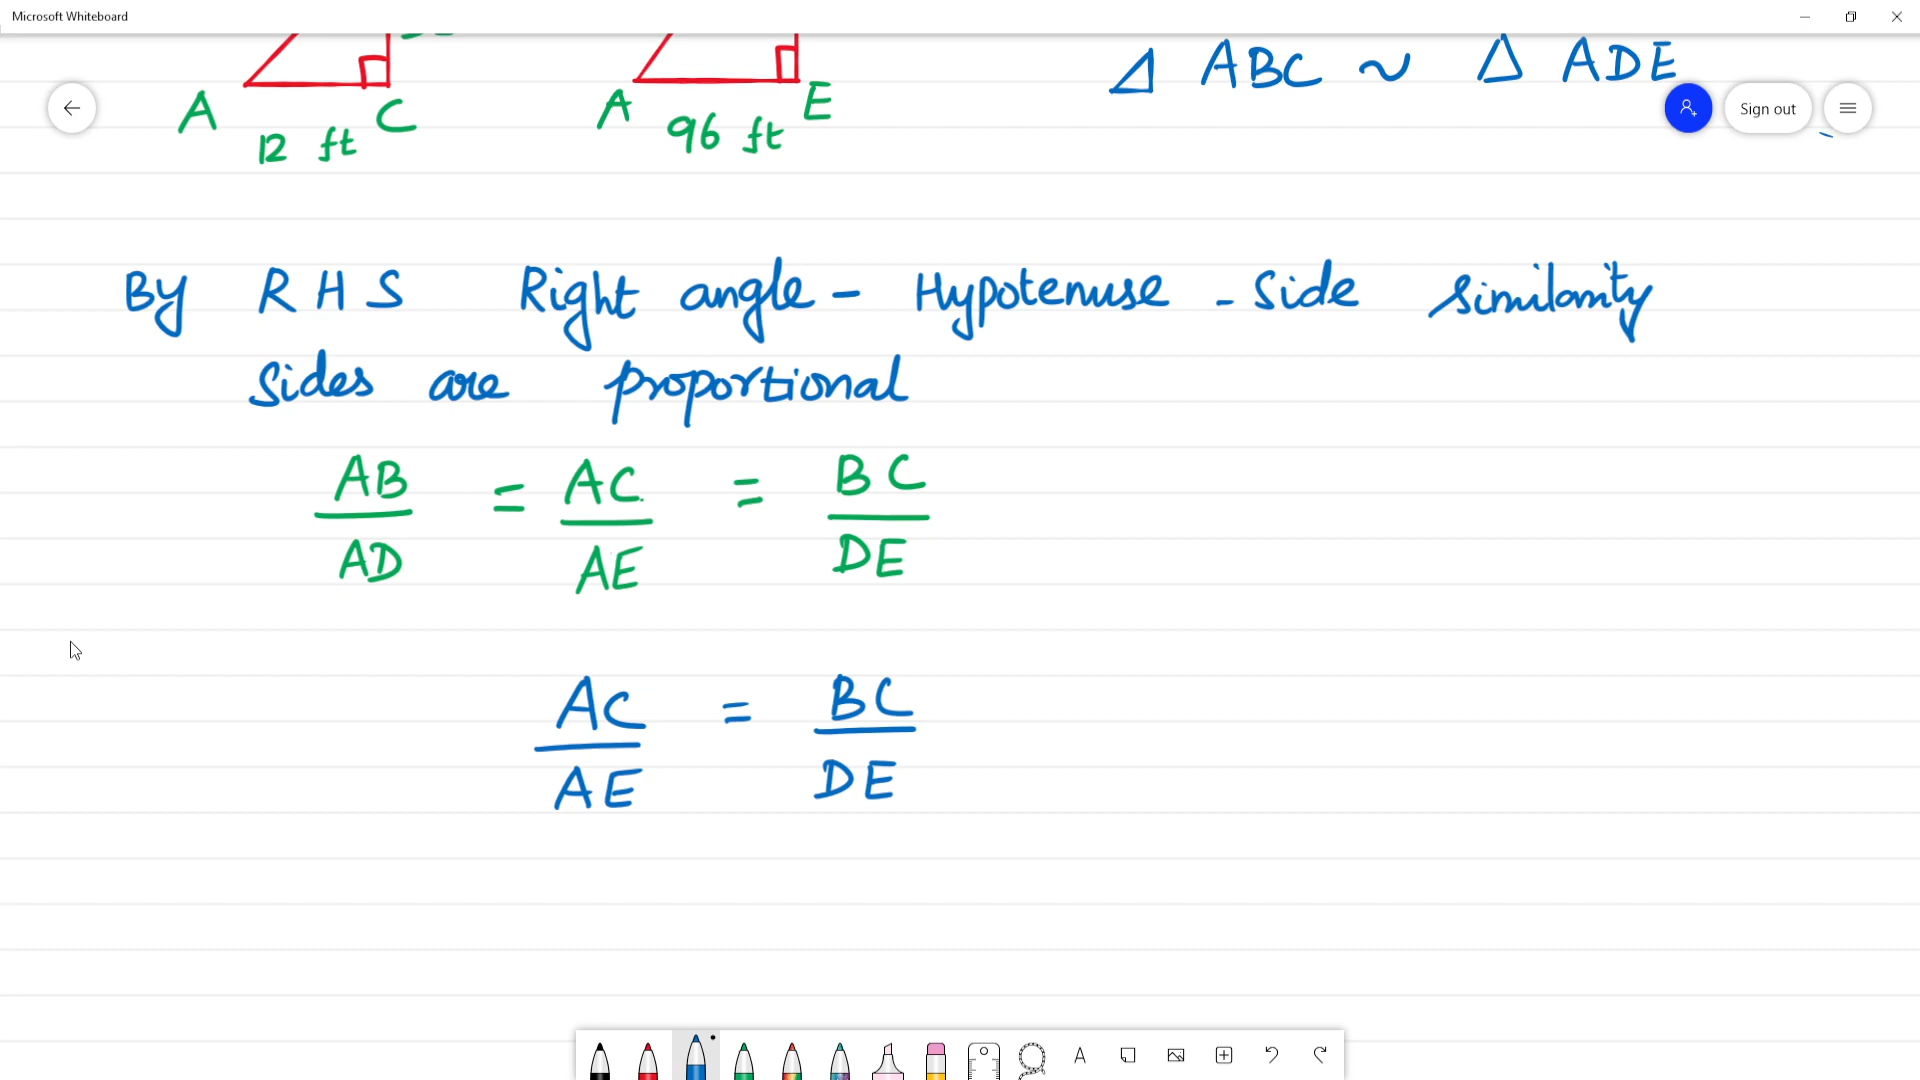 Microsoft Whiteboard
Δ ABC ~ Δ ADE
A 12 ft C
A 96 ft E
Sign out
By R H S Right angle - Hypotenuse - Side similarity
Sides are proportional
AB = AC = BC
AD AE DE
AC = BC
AE DE
A